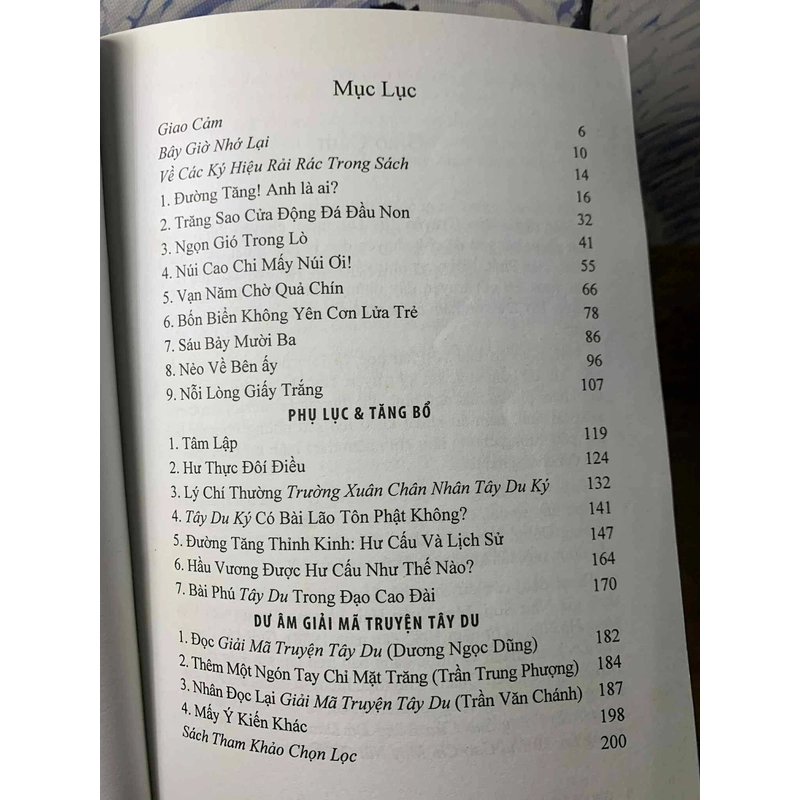 Mục Lục
Giao Cảm 6
Bây Giờ Nhớ Lại 10
Về Các Ký Hiệu Rải Rác Trong Sách 14
1. Đường Tăng! Anh là ai? 16
2. Trăng Sao Cửa Động Đá Đầu Non 32
3. Ngọn Gió Trong Lò 41
4. Núi Cao Chi Mấy Núi Ơi! 55
5. Vạn Năm Chờ Quả Chín 66
6. Bốn Biển Không Yên Cơn Lửa Trẻ 78
7. Sáu Bảy Mười Ba 86
8. Nẻo Về Bên ấy 96
9. Nỗi Lòng Giấy Trắng 107
PHỤ LỤC & TĂNG BỔ
1. Tâm Lập 119
2. Hư Thực Đôí Điều 124
3. Lý Chí Thường Trường Xuân Chân Nhân Tây Du Ký 132
4. Tây Du Ký Có Bài Lão Tôn Phật Không? 141
5. Đường Tăng Thỉnh Kinh: Hư Cấu Và Lịch Sử 147
6. Hầu Vương Được Hư Cấu Như Thế Nào? 164
7. Bài Phú Tây Du Trong Đạo Cao Đài 170
DƯ ÂM GIẢI MÃ TRUYỆN TÂY DU
1. Đọc Giải Mã Truyện Tây Du (Dương Ngọc Dũng) 182
2. Thêm Một Ngón Tay Chỉ Mặt Trăng (Trần Trung Phượng) 184
3. Nhân Đọc Lại Giải Mã Truyện Tây Du (Trần Văn Chánh) 187
4. Mấy Ý Kiến Khác 198
Sách Tham Khảo Chọn Lọc 200